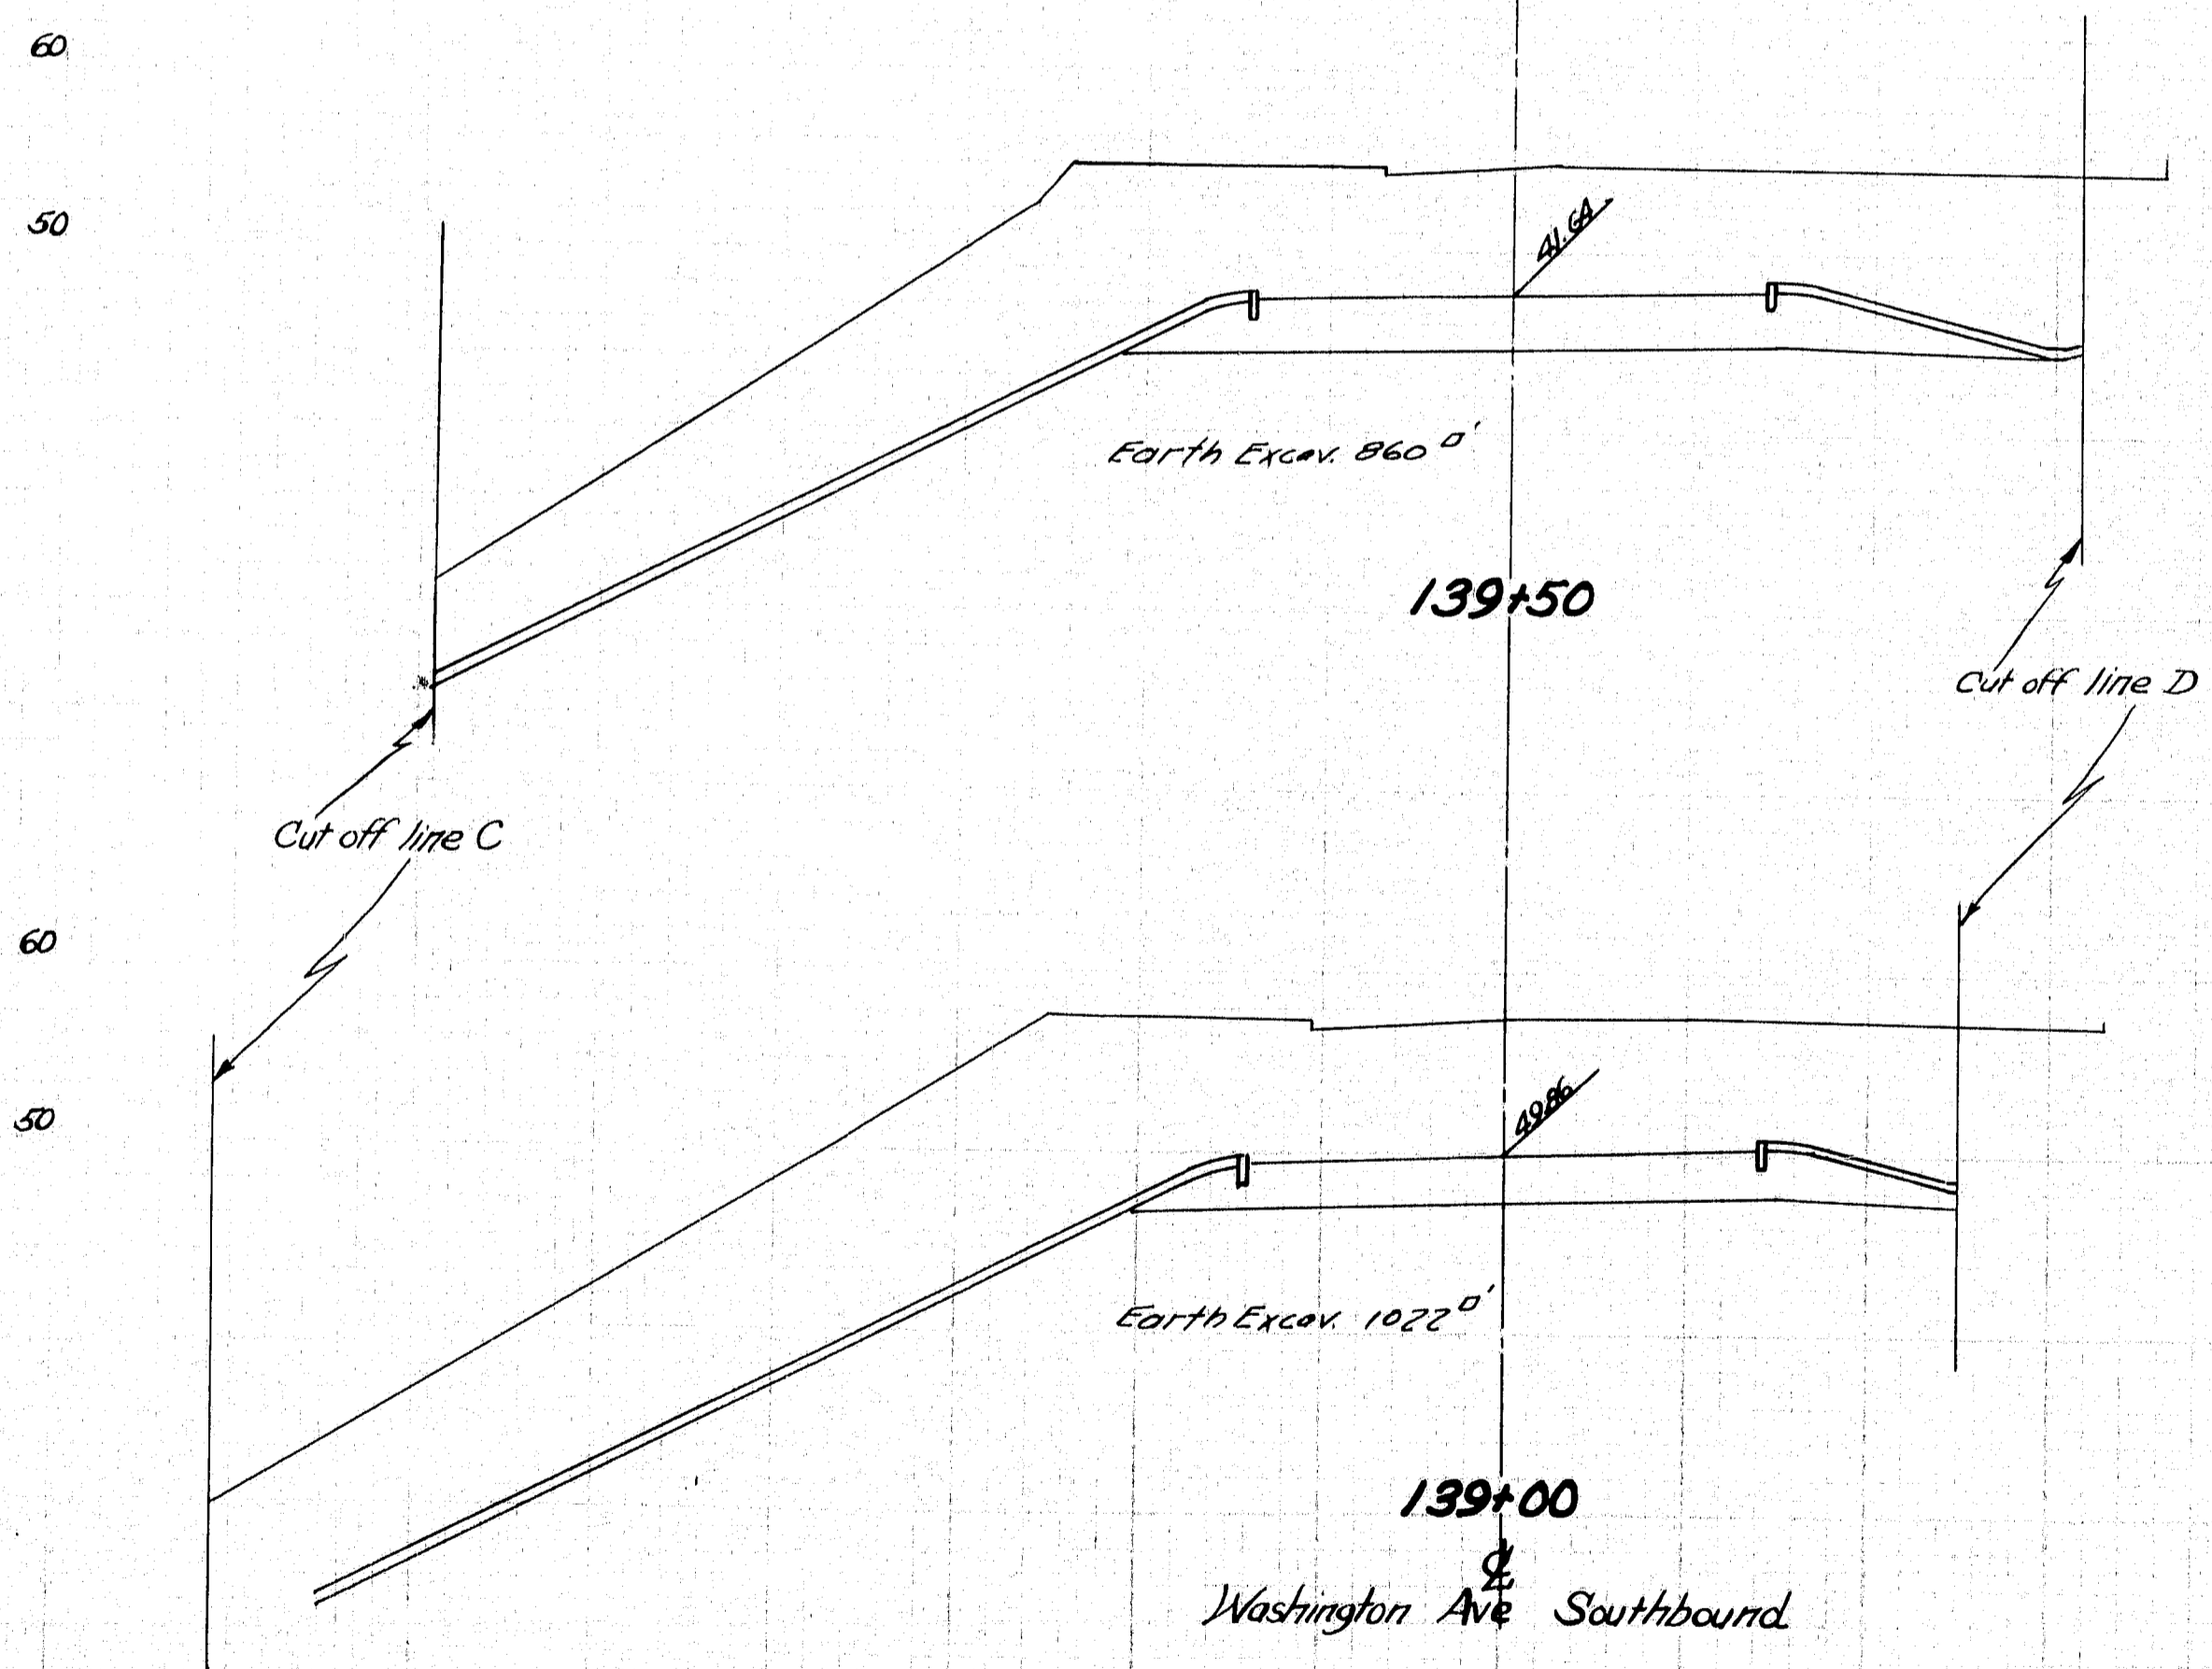 60
50
41.64
Earth Excav. 860 □'
139+50
Cut off line D
Cut off line C
60
50
49.86
Earth Excav. 1022 □'
139+00
℄
Washington Ave Southbound